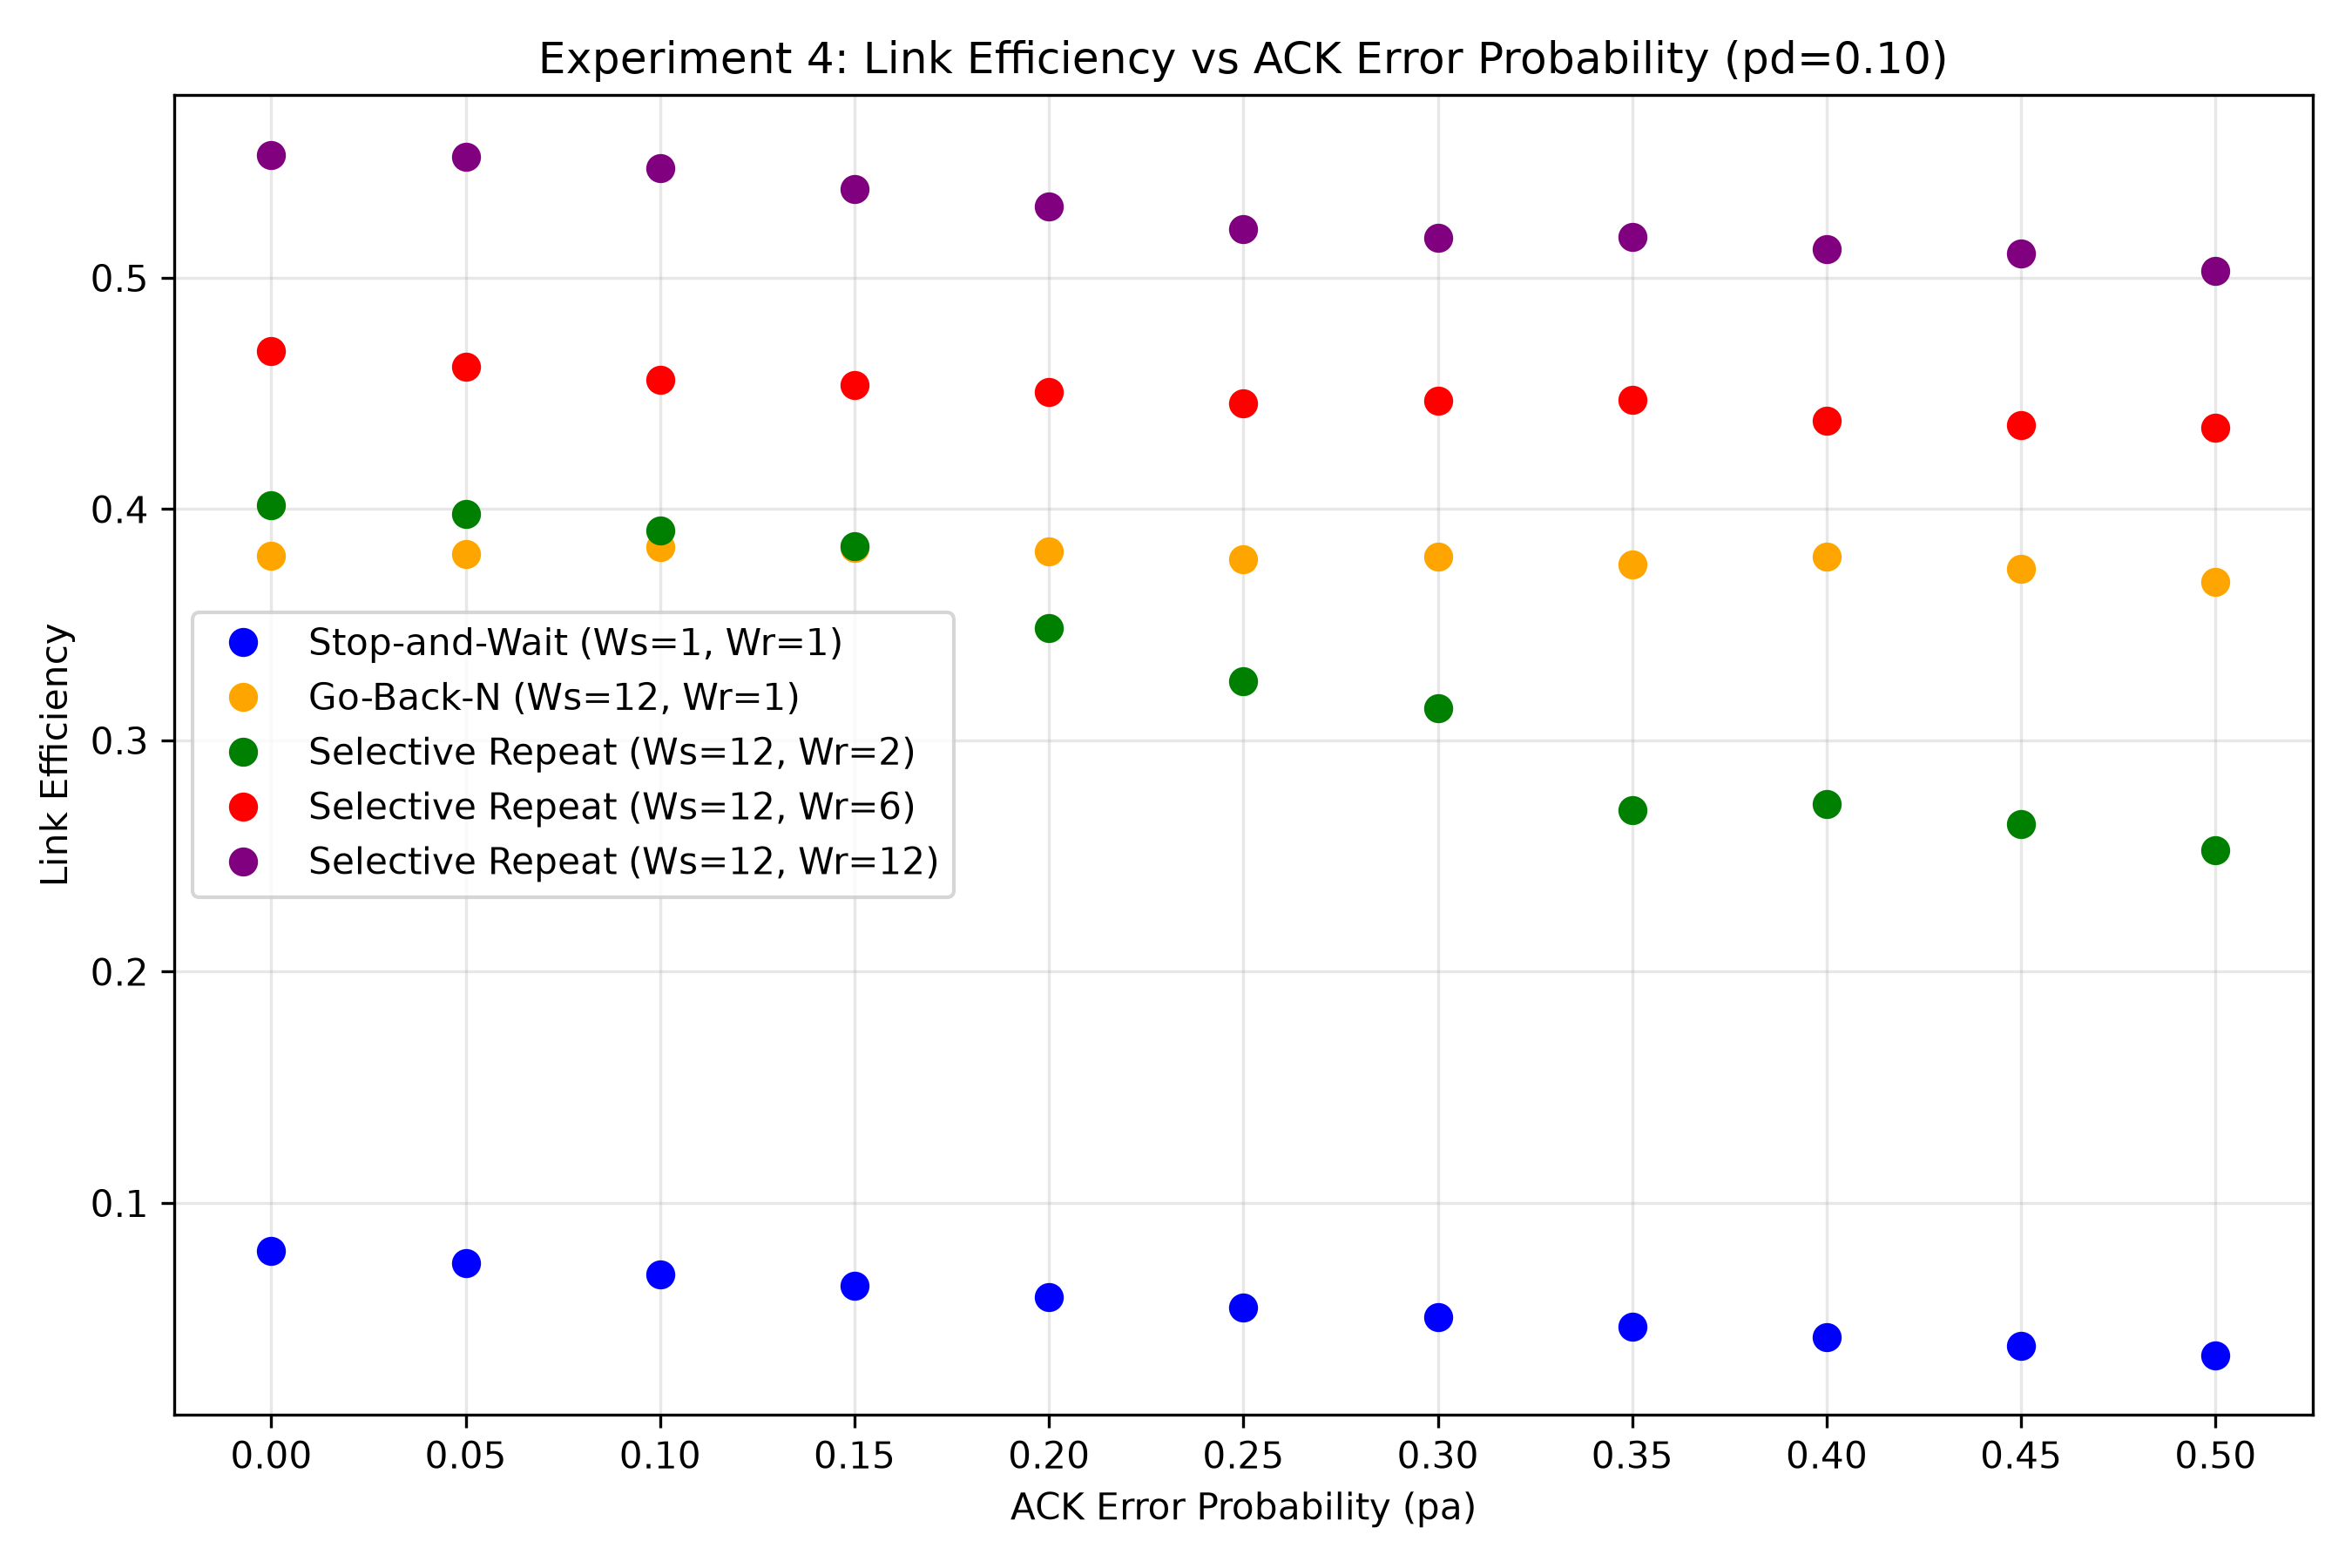 Experiment 4: Link Efficiency vs ACK Error Probability (pd=0.10)
Link Efficiency
0.5
0.4
0.3
0.2
0.1
Stop-and-Wait (Ws=1, Wr=1)
Go-Back-N (Ws=12, Wr=1)
Selective Repeat (Ws=12, Wr=2)
Selective Repeat (Ws=12, Wr=6)
Selective Repeat (Ws=12, Wr=12)
0.00 0.05 0.10 0.15 0.20 0.25 0.30 0.35 0.40 0.45 0.50
ACK Error Probability (pa)